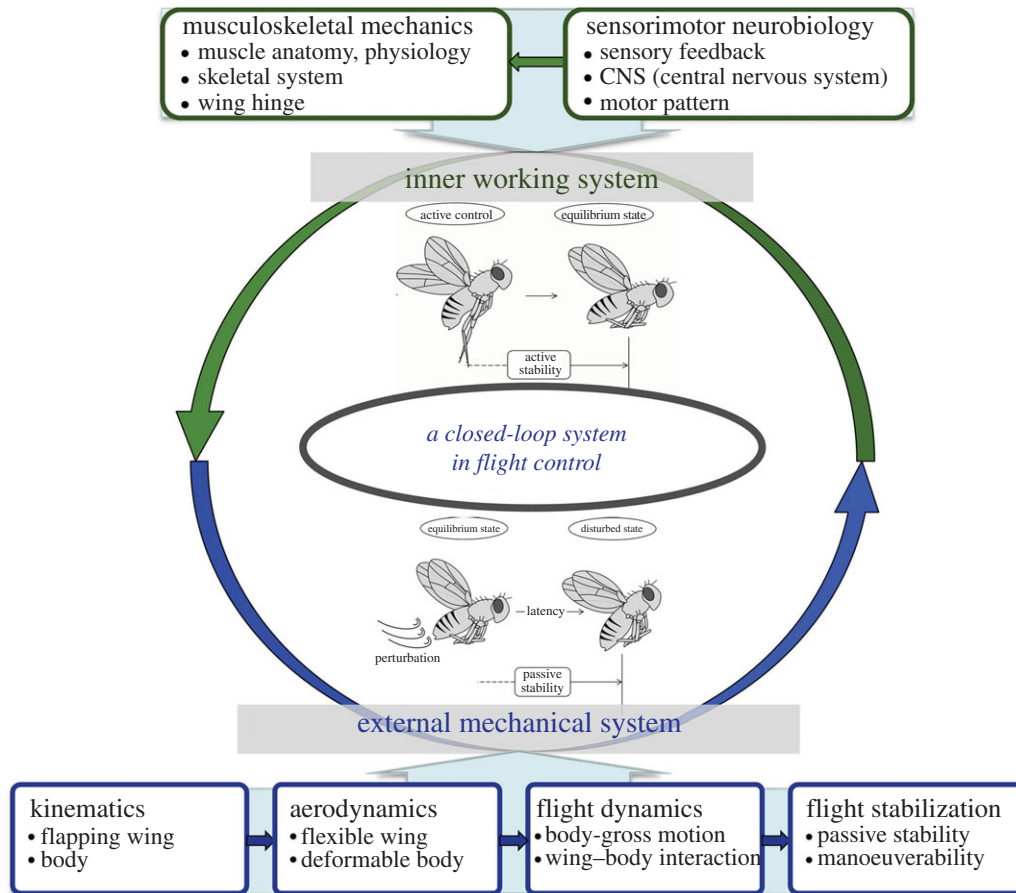 musculoskeletal mechanics
• muscle anatomy, physiology
• skeletal system
• wing hinge
sensorimotor neurobiology
• sensory feedback
• CNS (central nervous system)
• motor pattern
inner working system
active control
equilibrium state
active
stability
a closed-loop system
in flight control
equilibrium state
disturbed state
latency
perturbation
passive
stability
external mechanical system
kinematics
• flapping wing
• body
aerodynamics
• flexible wing
• deformable body
flight dynamics
• body-gross motion
• wing–body interaction
flight stabilization
• passive stability
• manoeuverability